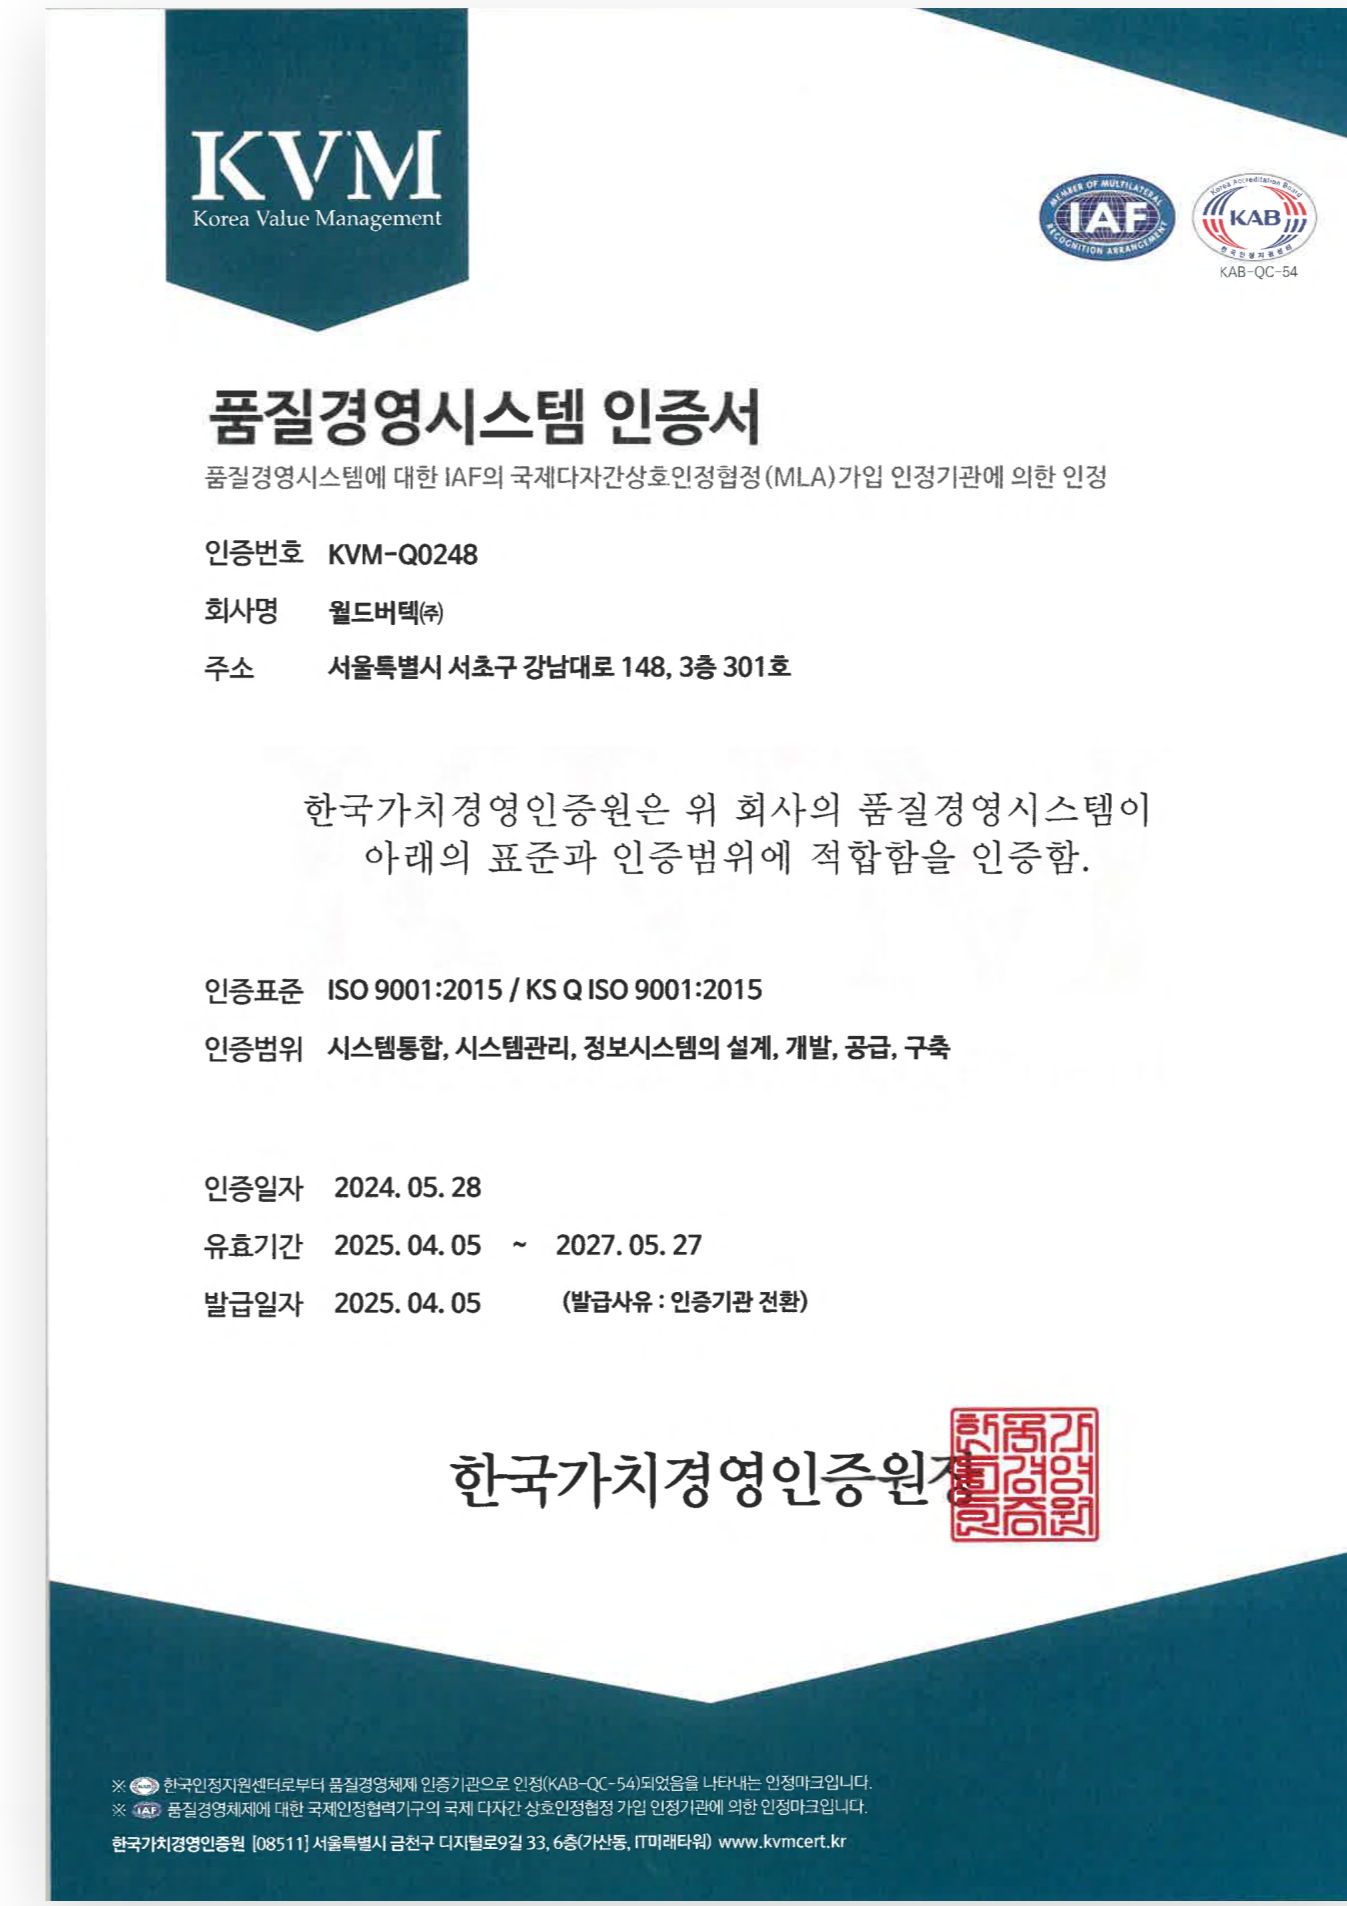 KVM
Korea Value Management
MEMBER OF MULTILATERAL
IAF
RECOGNITION ARRANGEMENT
Korea Accreditation Board
KAB
한국인정지원센터
KAB-QC-54
품질경영시스템 인증서
품질경영시스템에 대한 IAF의 국제다자간상호인정협정(MLA)가입 인정기관에 의한 인정
인증번호 KVM-Q0248
회사명 월드버텍㈜
주소 서울특별시 서초구 강남대로 148, 3층 301호
한국가치경영인증원은 위 회사의 품질경영시스템이
아래의 표준과 인증범위에 적합함을 인증함.
인증표준 ISO 9001:2015 / KS Q ISO 9001:2015
인증범위 시스템통합, 시스템관리, 정보시스템의 설계, 개발, 공급, 구축
인증일자 2024. 05. 28
유효기간 2025. 04. 05 ~ 2027. 05. 27
발급일자 2025. 04. 05 (발급사유 : 인증기관 전환)
한국가치경영인증원장
※ KAB 한국인정지원센터로부터 품질경영체제 인증기관으로 인정(KAB-QC-54)되었음을 나타내는 인정마크입니다.
※ IAF 품질경영체제에 대한 국제인정협력기구의 국제 다자간 상호인정협정 가입 인정기관에 의한 인정마크입니다.
한국가치경영인증원 [08511] 서울특별시 금천구 디지털로9길 33, 6층(가산동, IT미래타워) www.kvmcert.kr